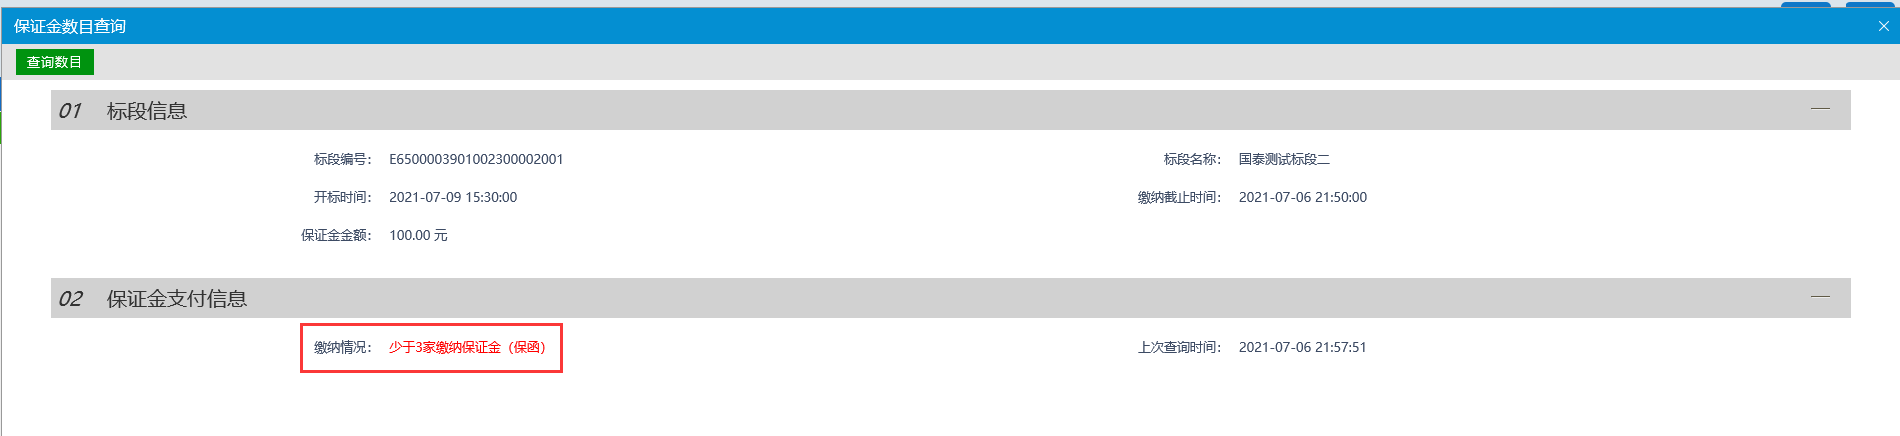 保证金数目查询
查询数目
01 标段信息
标段编号： E6500003901002300002001 标段名称： 国泰测试标段二
开标时间： 2021-07-09 15:30:00 缴纳截止时间： 2021-07-06 21:50:00
保证金金额： 100.00 元
02 保证金支付信息
缴纳情况： 少于3家缴纳保证金（保函） 上次查询时间： 2021-07-06 21:57:51